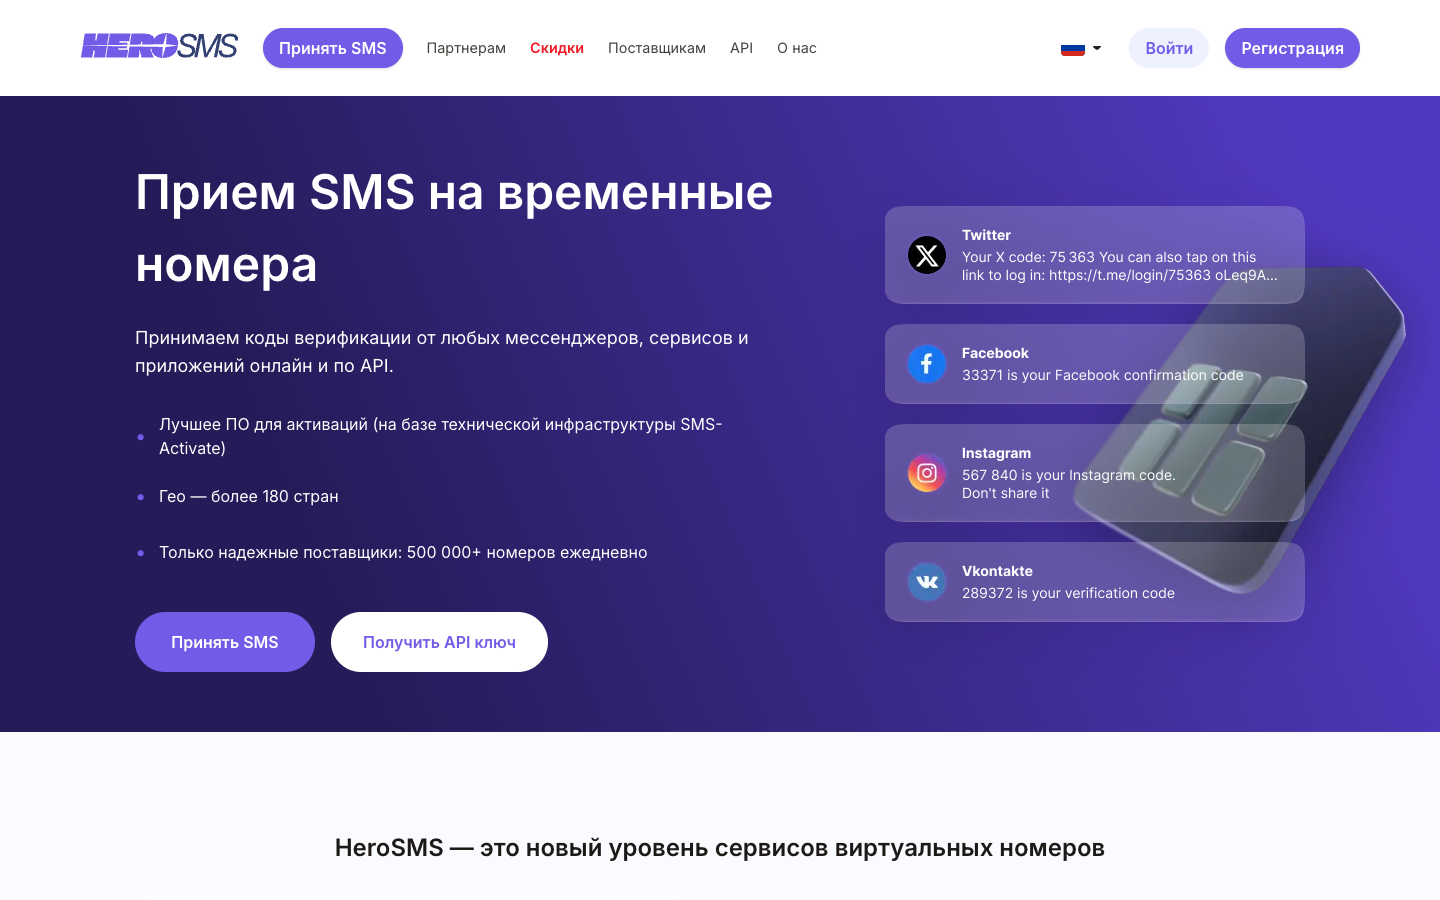 HEROSMS
Принять SMS
Партнерам
Скидки
Поставщикам
API
О нас
Войти
Регистрация
Прием SMS на временные
номера
Принимаем коды верификации от любых мессенджеров, сервисов и
приложений онлайн и по API.
Лучшее ПО для активаций (на базе технической инфраструктуры SMS-
Activate)
Гео — более 180 стран
Только надежные поставщики: 500 000+ номеров ежедневно
Принять SMS
Получить API ключ
Twitter
Your X code: 75 363 You can also tap on this
link to log in: https://t.me/login/75363 oLeq9A...
Facebook
33371 is your Facebook confirmation code
Instagram
567 840 is your Instagram code.
Don't share it
Vkontakte
289372 is your verification code
HeroSMS — это новый уровень сервисов виртуальных номеров